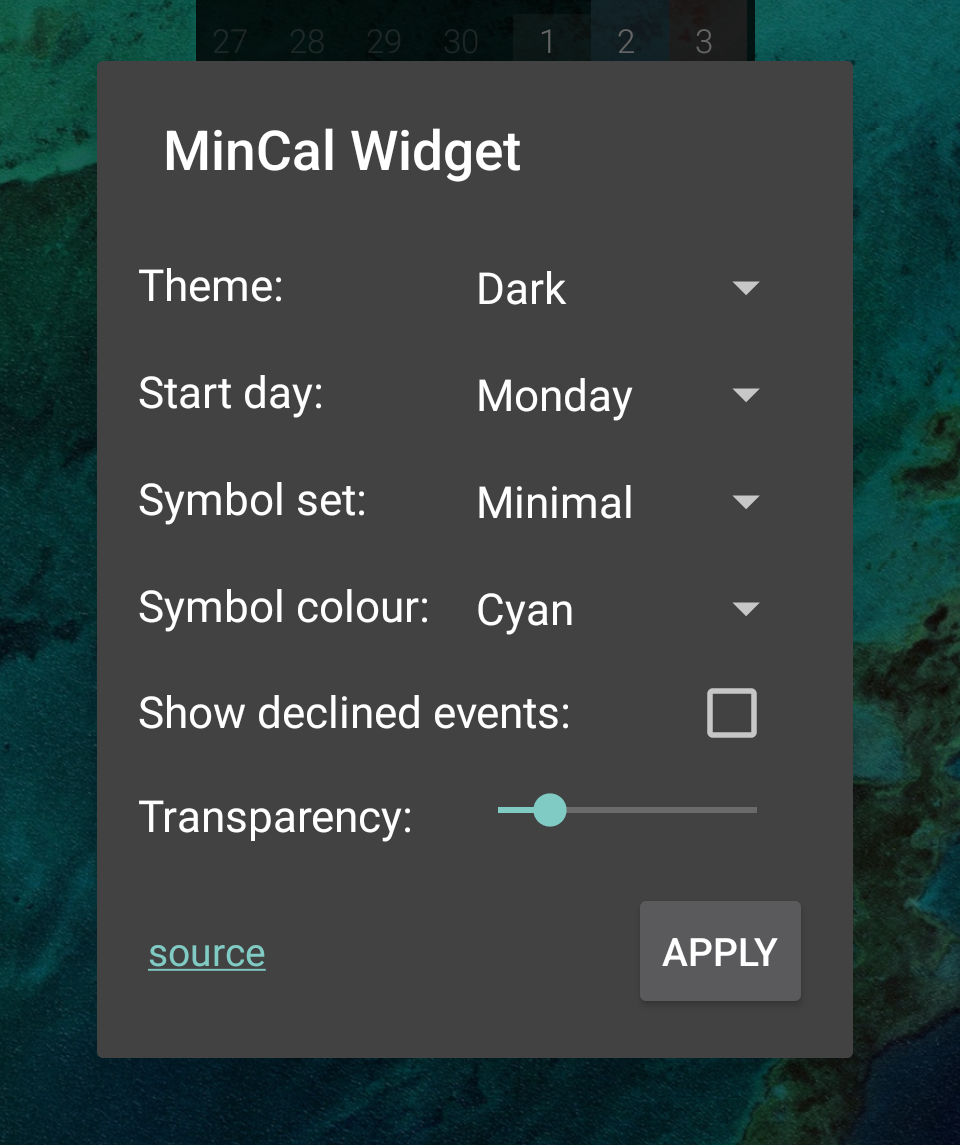 27 28 29 30 1 2 3
MinCal Widget
Theme: Dark
Start day: Monday
Symbol set: Minimal
Symbol colour: Cyan
Show declined events:
Transparency:
source APPLY